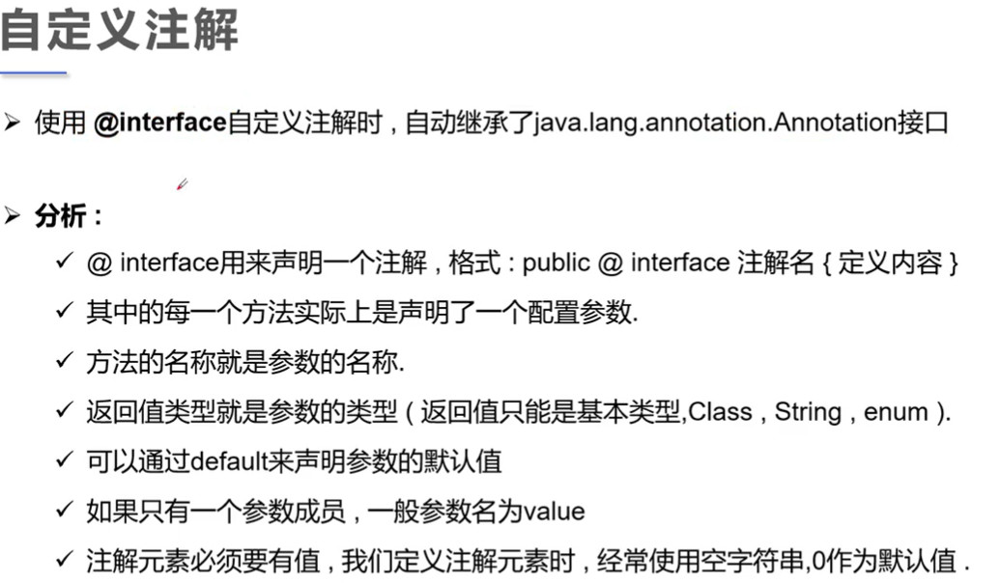 自定义注解
使用 @interface自定义注解时 , 自动继承了java.lang.annotation.Annotation接口
分析 :
@ interface用来声明一个注解 , 格式 : public @ interface 注解名 { 定义内容 }
其中的每一个方法实际上是声明了一个配置参数.
方法的名称就是参数的名称.
返回值类型就是参数的类型 ( 返回值只能是基本类型,Class , String , enum ).
可以通过default来声明参数的默认值
如果只有一个参数成员 , 一般参数名为value
注解元素必须要有值 , 我们定义注解元素时 , 经常使用空字符串,0作为默认值 .